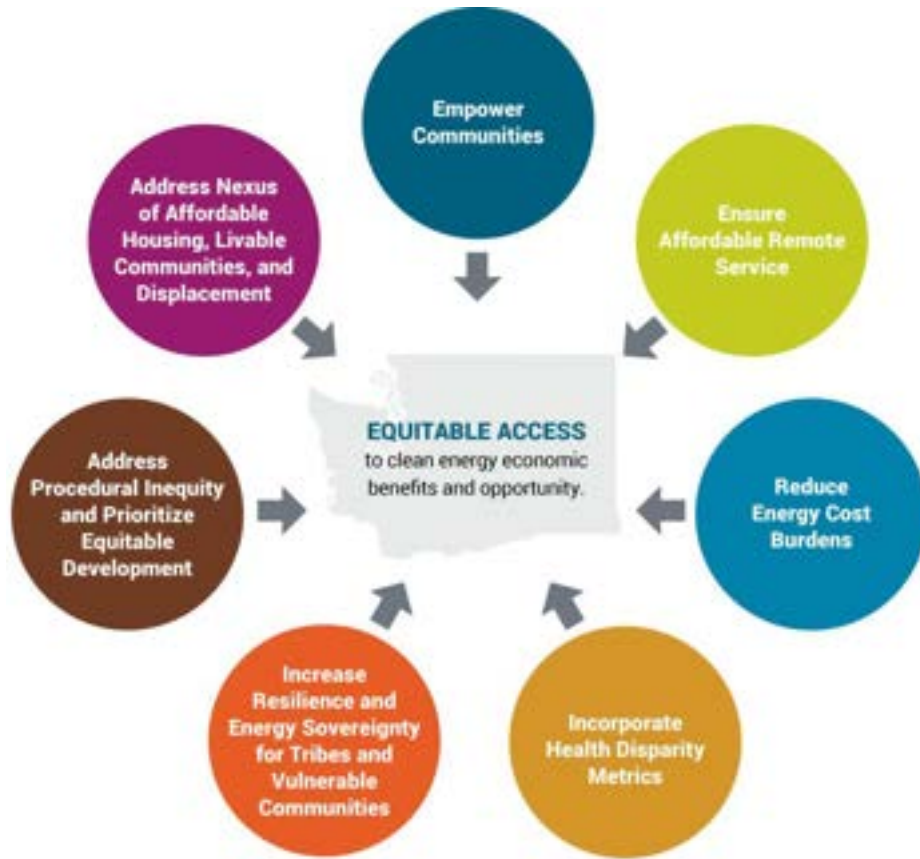 Empower
Communities
Ensure
Affordable Remote
Service
Reduce
Energy Cost
Burdens
Incorporate
Health Disparity
Metrics
Increase
Resilience and
Energy Sovereignty
for Tribes and
Vulnerable
Communities
Address
Procedural Inequity
and Prioritize
Equitable
Development
Address Nexus
of Affordable
Housing, Livable
Communities, and
Displacement
EQUITABLE ACCESS
to clean energy economic
benefits and opportunity.